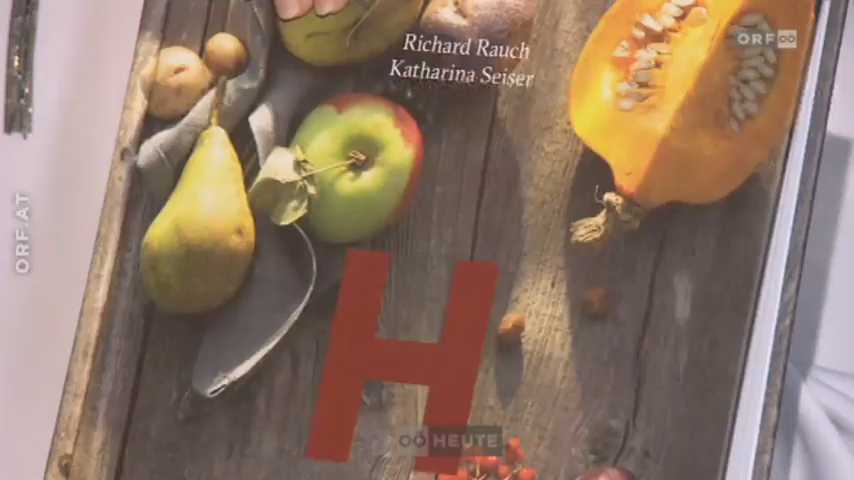 ORF OÖ
Richard Rauch
Katharina Seiser
ORF.AT
H
OÖ HEUTE